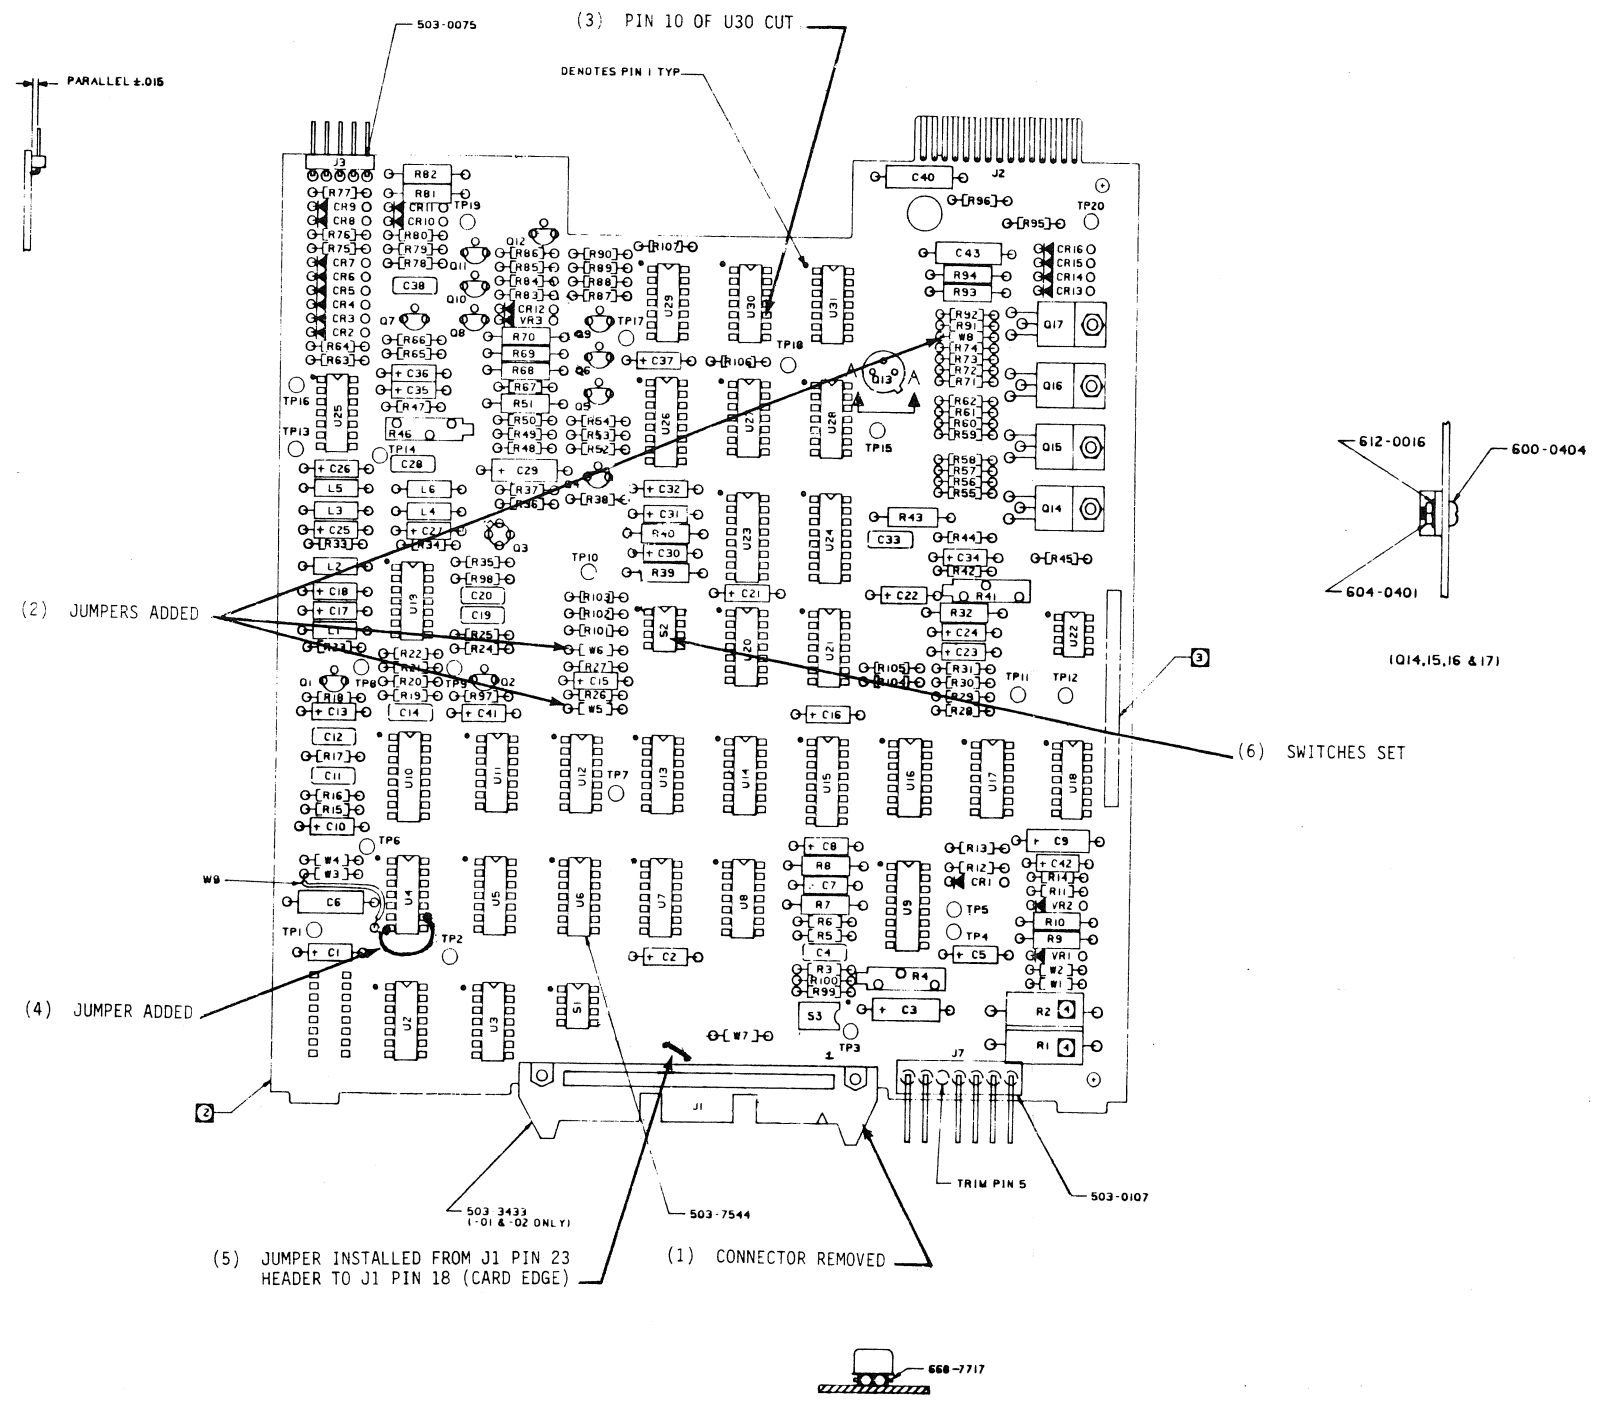 503-0075
(3) PIN 10 OF U30 CUT
PARALLEL ±.015
DENOTES PIN 1 TYP
J3
J2
R82
C40
R77
R81
R96
CR9
CR11
CR8
CR10
TP19
R95
TP20
R76
R80
Q12
R75
R79
R86
R90
R107
C43
CR16
CR7
R78
Q11
R85
R89
CR15
CR6
R84
R88
R94
CR14
CR5
C38
Q10
R83
R87
U29
U30
U31
R93
CR13
CR4
CR12
CR3
Q7
Q8
VR3
TP17
R92
Q17
CR2
R91
R64
R66
R70
Q9
W8
R63
R65
R69
+ C37
R106
TP18
R74
R73
+ C36
R68
Q6
A
Q13
A
R72
TP16
+ C35
R67
R71
Q16
U25
R47
R51
Q5
U26
U27
U28
R62
R61
TP13
R46
R50
R54
R60
R49
R53
TP15
R59
Q15
TP14
R48
R52
+ C26
C28
+ C29
R58
R57
612-0016
600-0404
L5
L6
R37
Q4
+ C32
R56
R36
R38
R55
L3
L4
+ C31
U23
U24
R43
Q14
+ C25
+ C27
R40
C33
R44
R33
R34
Q3
+ C30
+ C34
R45
L2
R35
TP10
R39
R42
R98
+ C18
U19
C20
R103
+ C21
+ C22
R41
604-0401
(2) JUMPERS ADDED
+ C17
C19
R102
S2
U20
U21
R32
L1
R25
R101
+ C24
U22
R23
R24
W6
+ C23
3
(Q14,15,16 & 17)
R22
R21
R27
R105
R31
Q1
TP8
R20
TP9
Q2
+ C15
R104
R30
TP11
TP12
R18
R19
R97
R26
R29
+ C13
C14
+ C41
W5
+ C16
R28
C12
(6) SWITCHES SET
R17
U10
U11
U12
TP7
U13
U14
U15
U16
U17
U18
C11
R16
R15
+ C10
TP6
+ C8
R13
+ C9
W4
R8
R12
+ C42
W3
R14
W9
+ C7
CR1
R11
C6
U4
U5
U6
U7
U8
R7
U9
TP5
VR2
TP1
R6
R10
TP2
R5
TP4
R9
+ C1
+ C2
C4
+ C5
VR1
R3
R4
W2
R100
W1
R99
(4) JUMPER ADDED
U2
U3
S1
S3
+ C3
R2 4
W7
TP3
R1 4
1
J7
2
J1
TRIM PIN 5
503-0107
503-3433
(-01 & -02 ONLY)
503-7544
(5) JUMPER INSTALLED FROM J1 PIN 23
HEADER TO J1 PIN 18 (CARD EDGE)
(1) CONNECTOR REMOVED
668-7717